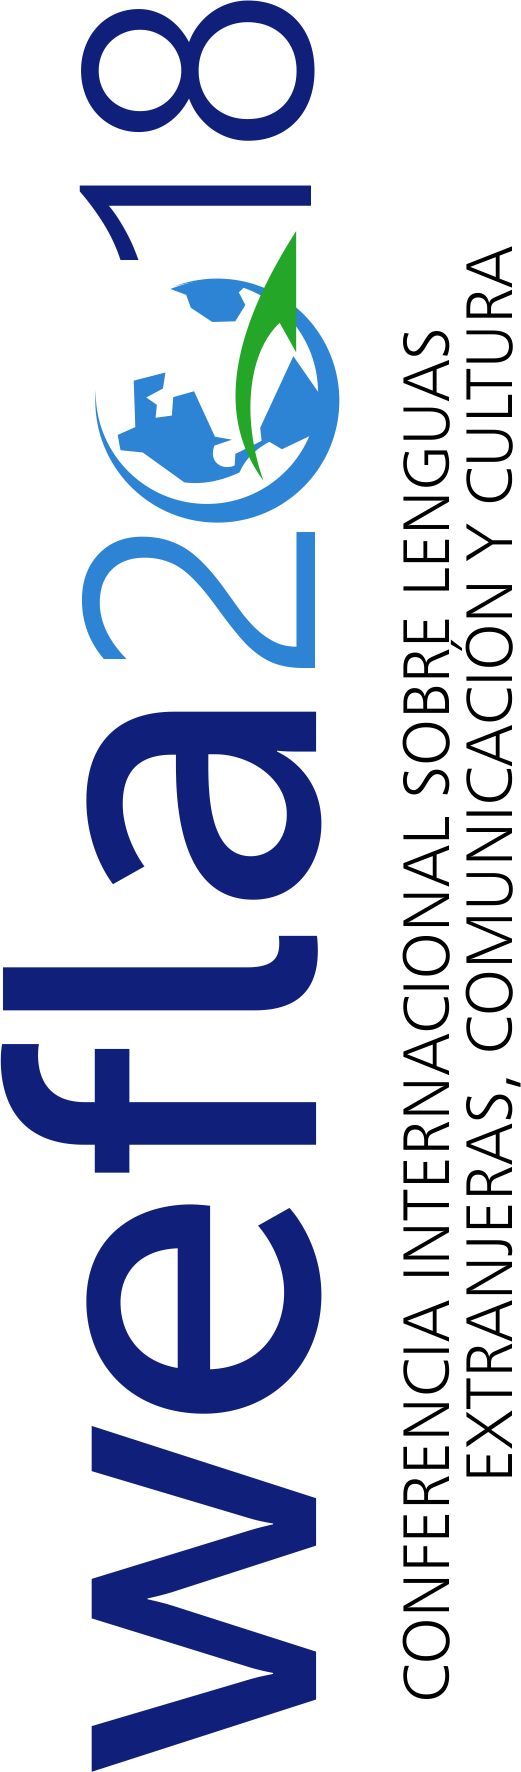 wefla2018
CONFERENCIA INTERNACIONAL SOBRE LENGUAS
EXTRANJERAS, COMUNICACIÓN Y CULTURA